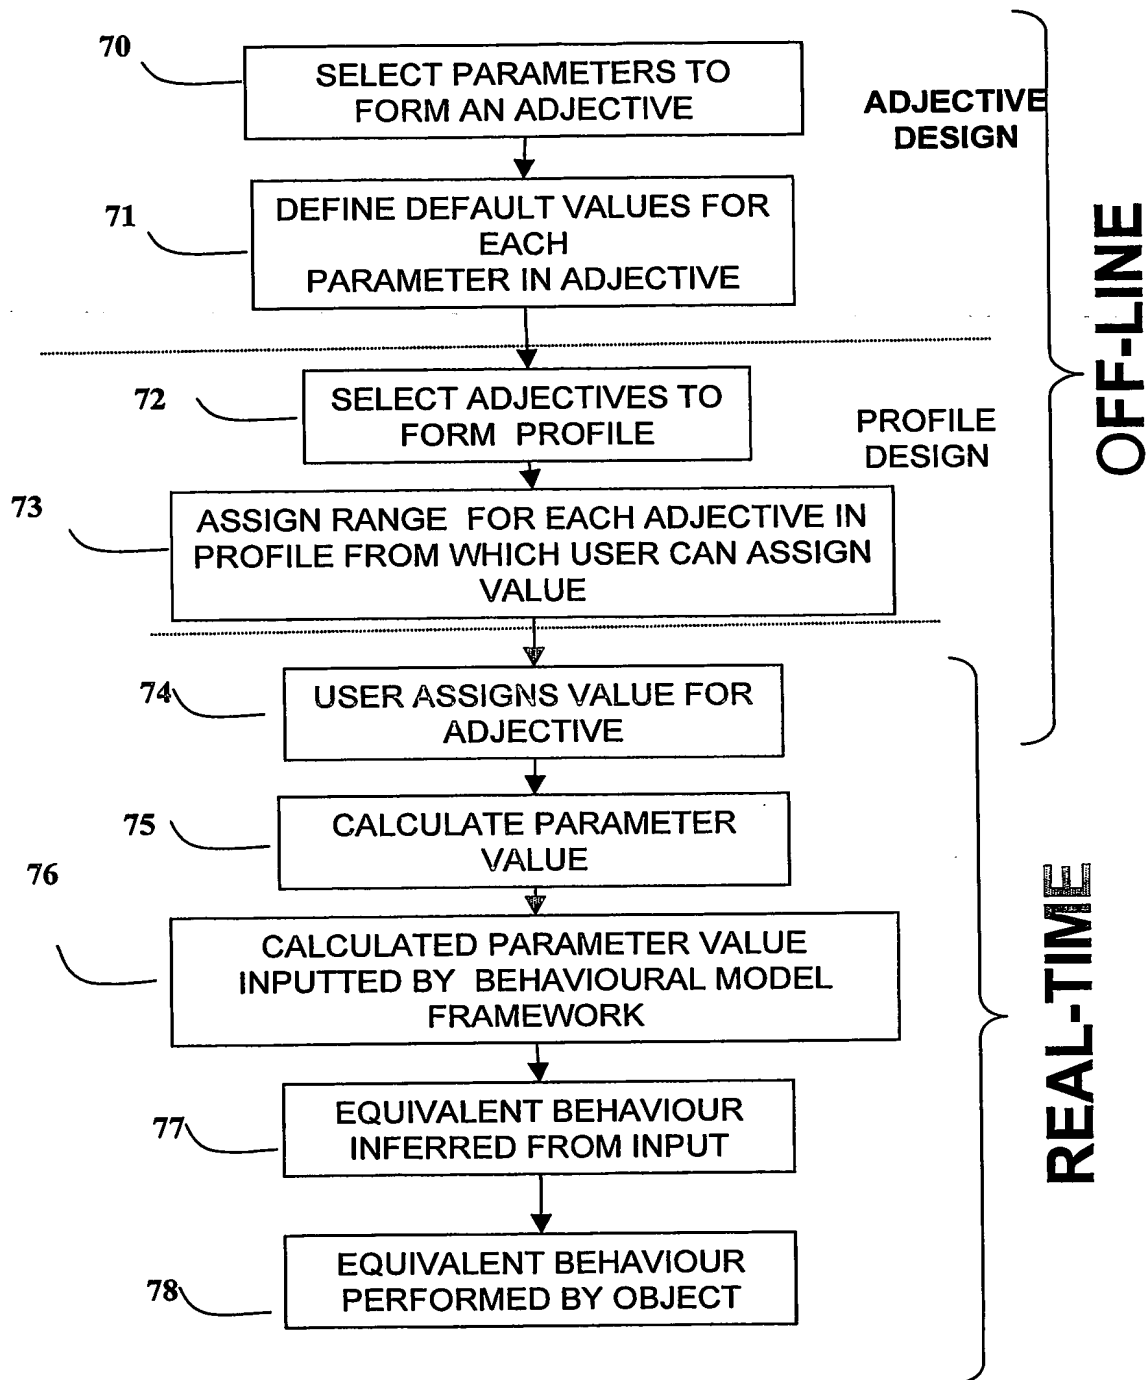 70
SELECT PARAMETERS TO
FORM AN ADJECTIVE
ADJECTIVE
DESIGN
71
DEFINE DEFAULT VALUES FOR
EACH
PARAMETER IN ADJECTIVE
OFF-LINE
72
SELECT ADJECTIVES TO
FORM PROFILE
PROFILE
DESIGN
73
ASSIGN RANGE FOR EACH ADJECTIVE IN
PROFILE FROM WHICH USER CAN ASSIGN
VALUE
74
USER ASSIGNS VALUE FOR
ADJECTIVE
75
CALCULATE PARAMETER
VALUE
76
CALCULATED PARAMETER VALUE
INPUTTED BY BEHAVIOURAL MODEL
FRAMEWORK
REAL-TIME
77
EQUIVALENT BEHAVIOUR
INFERRED FROM INPUT
78
EQUIVALENT BEHAVIOUR
PERFORMED BY OBJECT